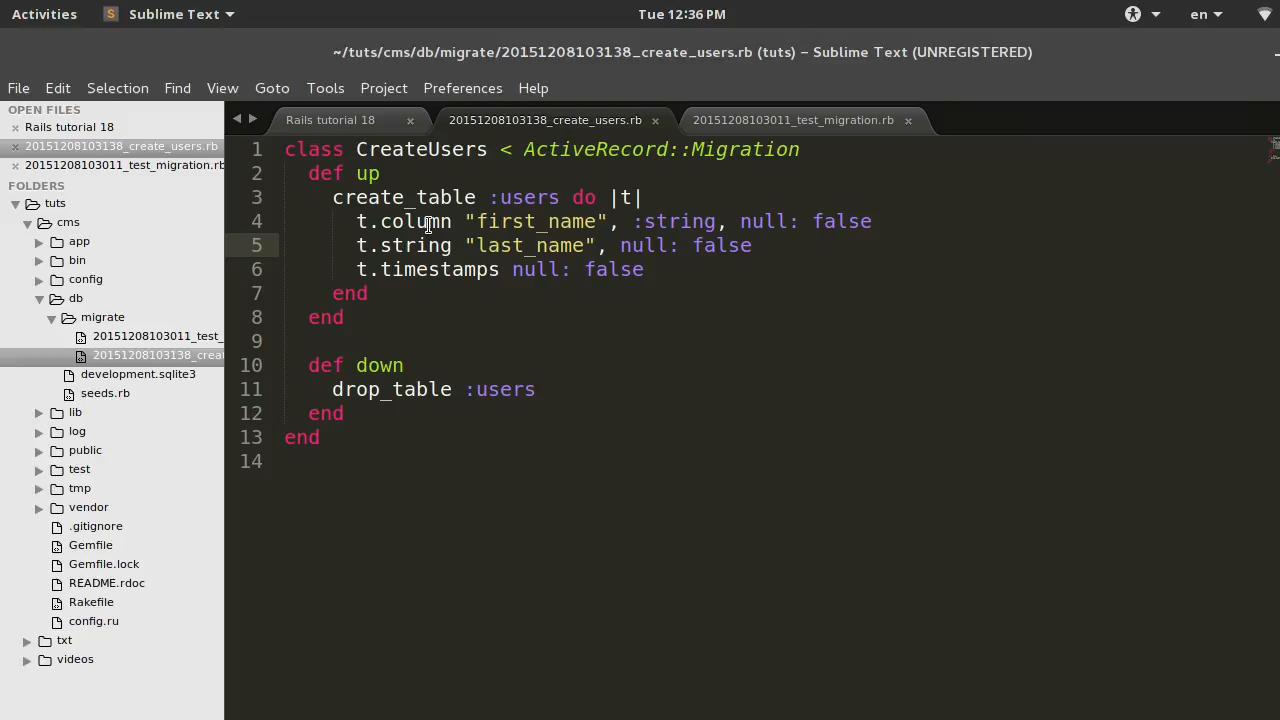 Activities Sublime Text Tue 12:36 PM en
~/tuts/cms/db/migrate/20151208103138_create_users.rb (tuts) – Sublime Text (UNREGISTERED)
File Edit Selection Find View Goto Tools Project Preferences Help
OPEN FILES
Rails tutorial 18
20151208103138_create_users.rb
20151208103011_test_migration.rb
FOLDERS
tuts
cms
app
bin
config
db
migrate
20151208103011_test_
20151208103138_crea
development.sqlite3
seeds.rb
lib
log
public
test
tmp
vendor
.gitignore
Gemfile
Gemfile.lock
README.rdoc
Rakefile
config.ru
txt
videos
Rails tutorial 18 20151208103138_create_users.rb 20151208103011_test_migration.rb
1 class CreateUsers < ActiveRecord::Migration
2 def up
3 create_table :users do |t|
4 t.column "first_name", :string, null: false
5 t.string "last_name", null: false
6 t.timestamps null: false
7 end
8 end
9
10 def down
11 drop_table :users
12 end
13 end
14